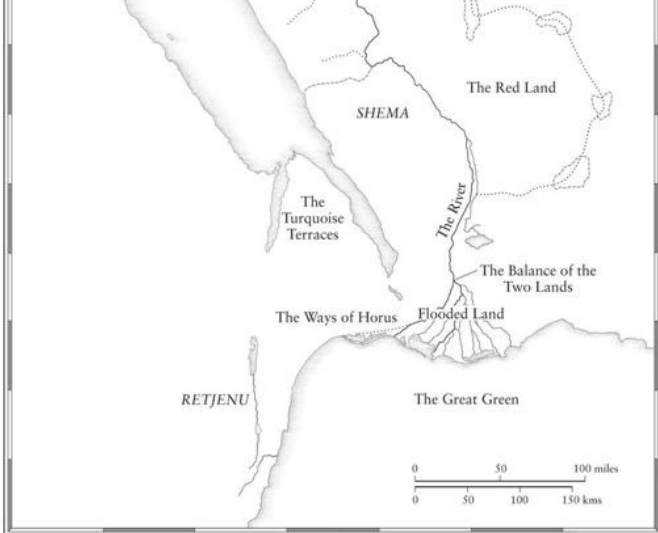 The Red Land
SHEMA
The
Turquoise
Terraces
The River
The Balance of the
Two Lands
The Ways of Horus
Flooded Land
RETJENU
The Great Green
0 50 100 miles
0 50 100 150 kms